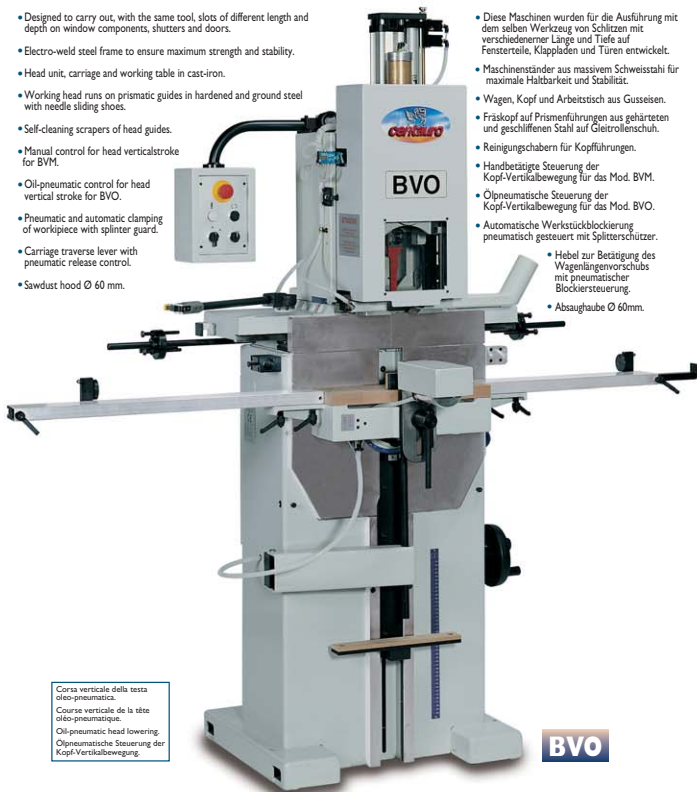 • Designed to carry out, with the same tool, slots of different length and
depth on window components, shutters and doors.
• Electro-weld steel frame to ensure maximum strength and stability.
• Head unit, carriage and working table in cast-iron.
• Working head runs on prismatic guides in hardened and ground steel
with needle sliding shoes.
• Self-cleaning scrapers of head guides.
• Manual control for head verticalstroke
for BVM.
• Oil-pneumatic control for head
vertical stroke for BVO.
• Pneumatic and automatic clamping
of workipiece with splinter guard.
• Carriage traverse lever with
pneumatic release control.
• Sawdust hood Ø 60 mm.
• Diese Maschinen wurden für die Ausführung mit
dem selben Werkzeug von Schlitzen mit
verschiedenerner Länge und Tiefe auf
Fensterteile, Klappladen und Türen entwickelt.
• Maschinenständer aus massivem Schweisstahl für
maximale Haltbarkeit und Stabilität.
• Wagen, Kopf und Arbeitstisch aus Gusseisen.
• Fräskopf auf Prismenführungen aus gehärteten
und geschliffenen Stahl auf Gleitrollenschuh.
• Reinigungschabern für Kopfführungen.
• Handbetätigte Steuerung der
Kopf-Vertikalbewegung für das Mod. BVM.
• Ölpneumatische Steuerung der
Kopf-Vertikalbewegung für das Mod. BVO.
• Automatische Werkstückblockierung
pneumatisch gesteuert mit Splitterschützer.
• Hebel zur Betätigung des
Wagenlängenvorschubs
mit pneumatischer
Blockiersteuerung.
• Absaughaube Ø 60mm.
centauro
BVO
Corsa verticale della testa
oleo-pneumatica.
Course verticale de la tête
oléo-pneumatique.
Oil-pneumatic head lowering.
Ölpneumatische Steuerung der
Kopf-Vertikalbewegung.
BVO